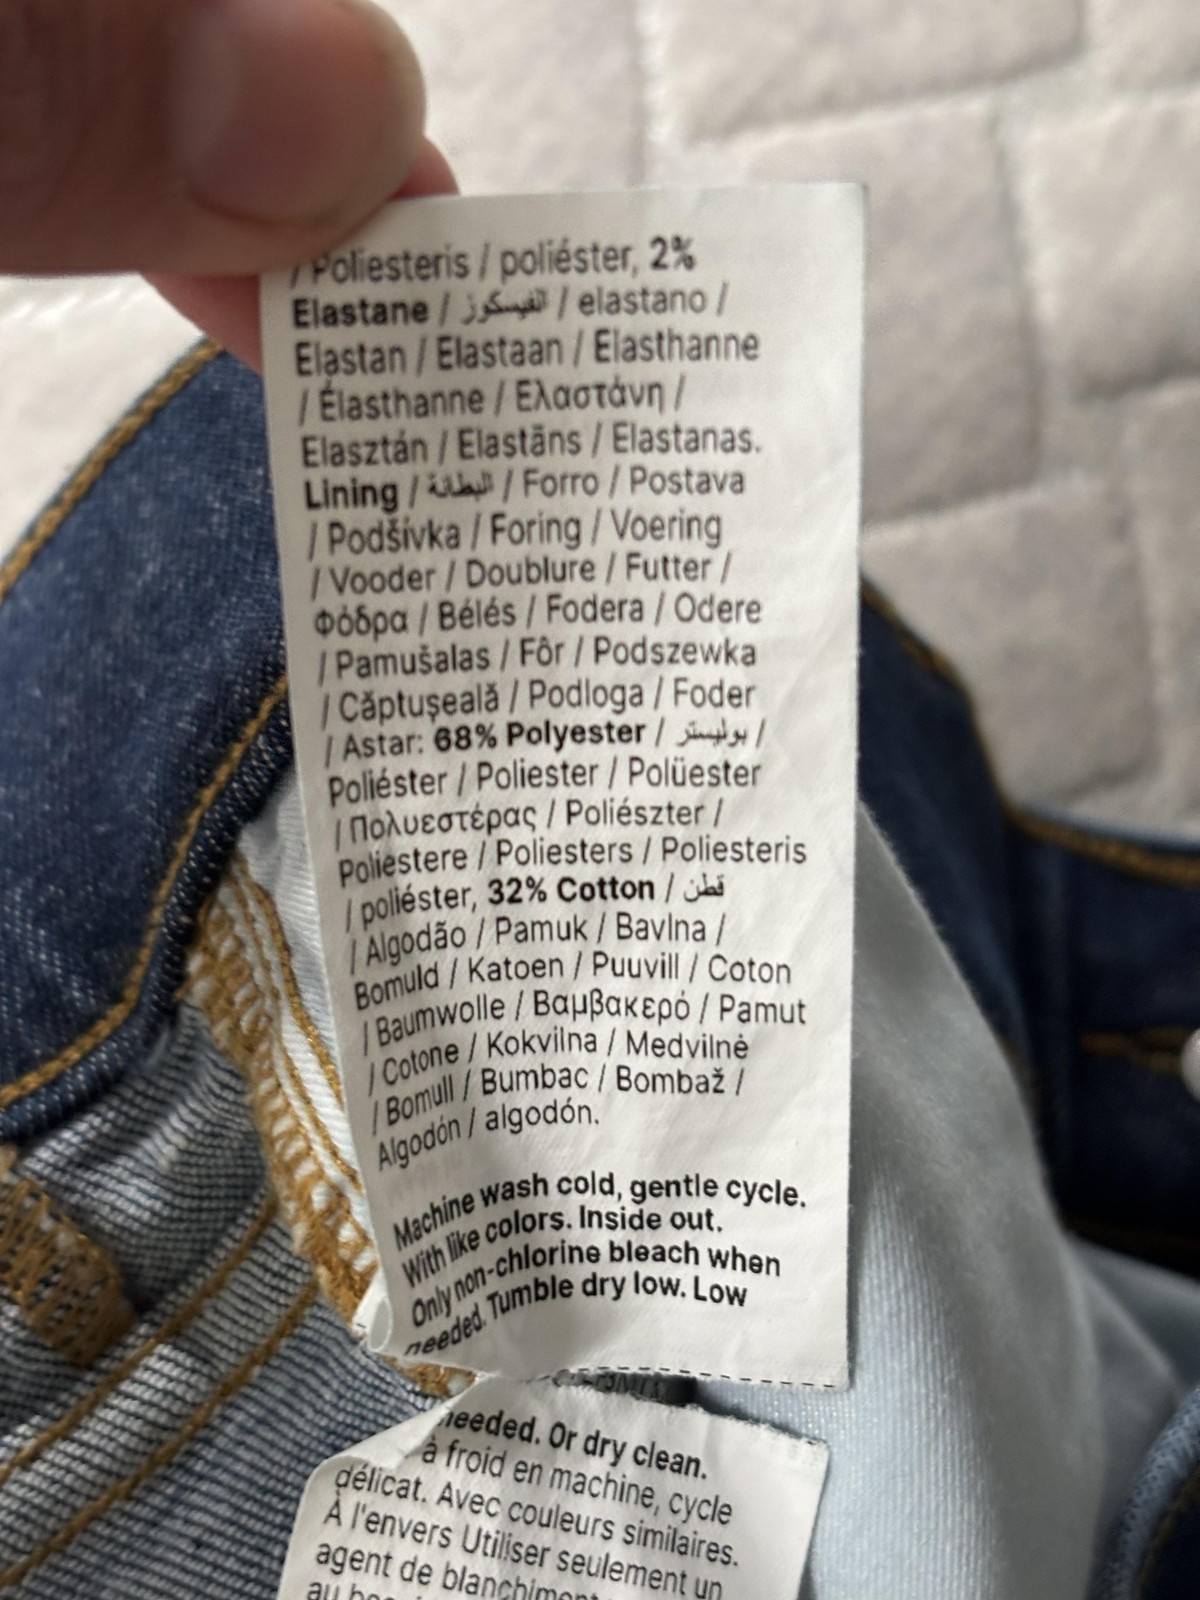 / Poliesteris / poliéster, 2%
Elastane / الفيسكوز / elastano /
Elastan / Elastaan / Elasthanne
/ Élasthanne / Ελαστάνη /
Elasztán / Elastāns / Elastanas.
Lining / البطانة / Forro / Postava
/ Podšívka / Foring / Voering
/ Vooder / Doublure / Futter /
Φόδρα / Bélés / Fodera / Odere
/ Pamušalas / Fôr / Podszewka
/ Căptușeală / Podloga / Foder
/ Astar: 68% Polyester / بوليستر /
Poliéster / Poliester / Polüester
/ Πολυεστέρας / Poliészter /
Poliestere / Poliesters / Poliesteris
/ poliéster, 32% Cotton / قطن
/ Algodão / Pamuk / Bavlna /
Bomuld / Katoen / Puuvill / Coton
/ Baumwolle / Βαμβακερό / Pamut
/ Cotone / Kokvilna / Medvilnė
/ Bomull / Bumbac / Bombaž /
Algodón / algodón.
Machine wash cold, gentle cycle.
With like colors. Inside out.
Only non-chlorine bleach when
needed. Tumble dry low. Low
needed. Or dry clean.
à froid en machine, cycle
délicat. Avec couleurs similaires.
À l'envers Utiliser seulement un
agent de blanchiment
au